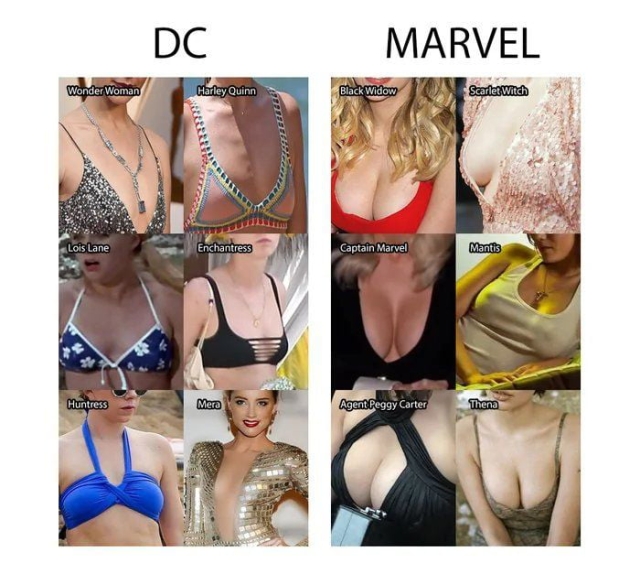 DC
MARVEL
Wonder Woman
Harley Quinn
Black Widow
Scarlet Witch
Lois Lane
Enchantress
Captain Marvel
Mantis
Huntress
Mera
Agent Peggy Carter
Thena